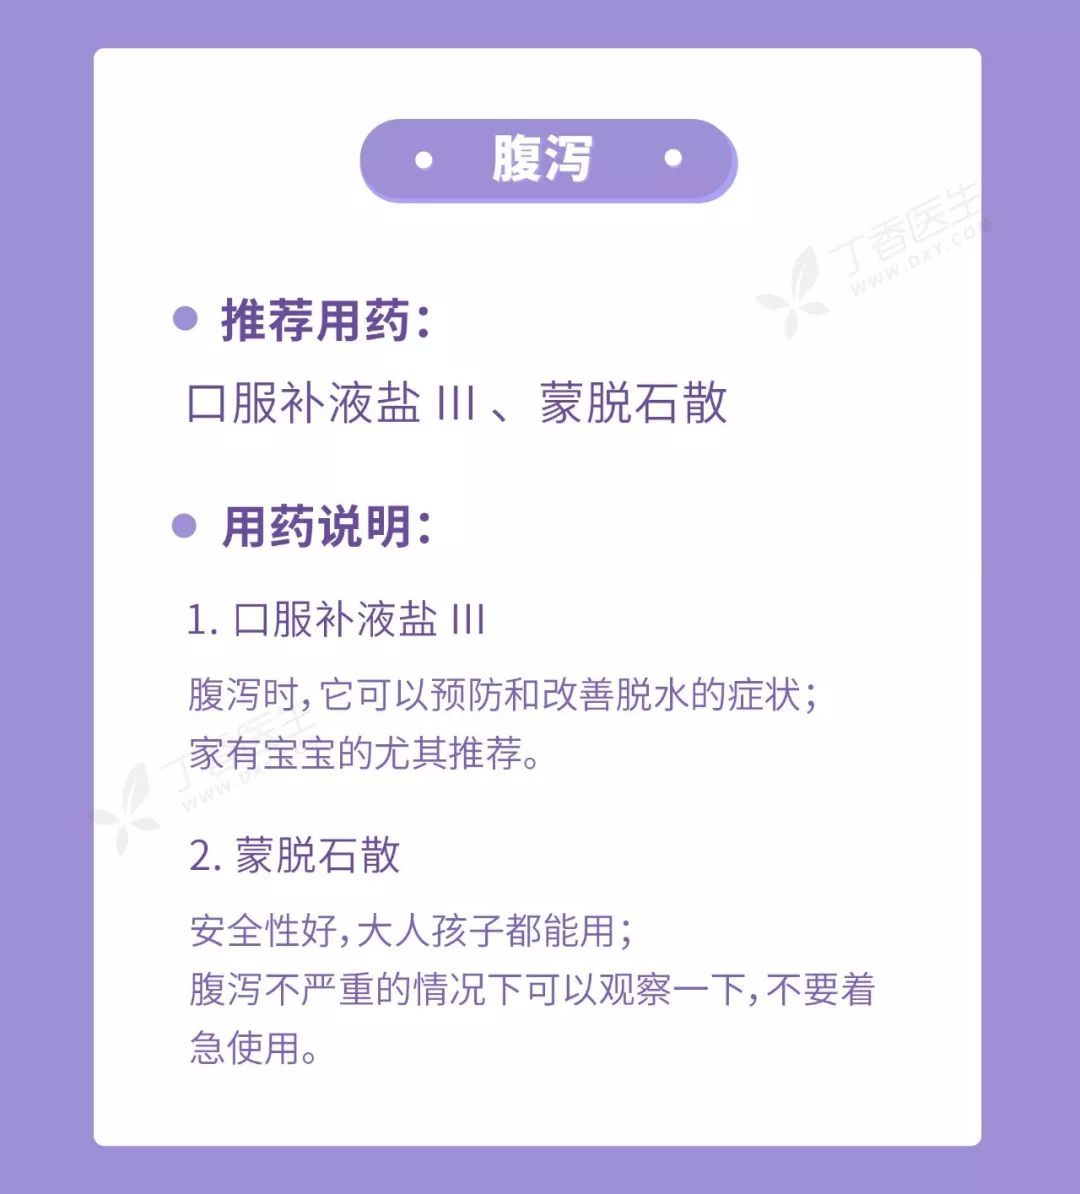 腹泻
丁香医生
WWW.DXY.COM
推荐用药：
口服补液盐 III 、蒙脱石散
用药说明：
1. 口服补液盐 III
腹泻时，它可以预防和改善脱水的症状；
家有宝宝的尤其推荐。
丁香医生
WWW.DXY.COM
2. 蒙脱石散
安全性好，大人孩子都能用；
腹泻不严重的情况下可以观察一下，不要着
急使用。